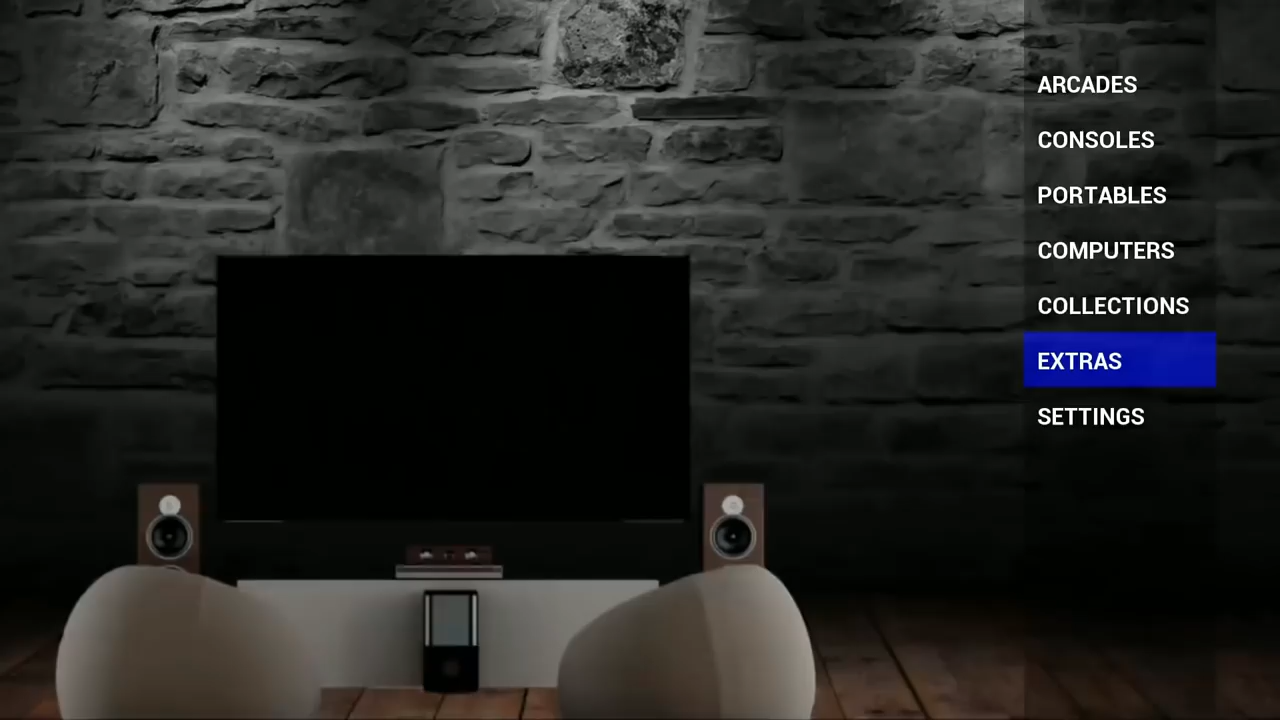 ARCADES
CONSOLES
PORTABLES
COMPUTERS
COLLECTIONS
EXTRAS
SETTINGS